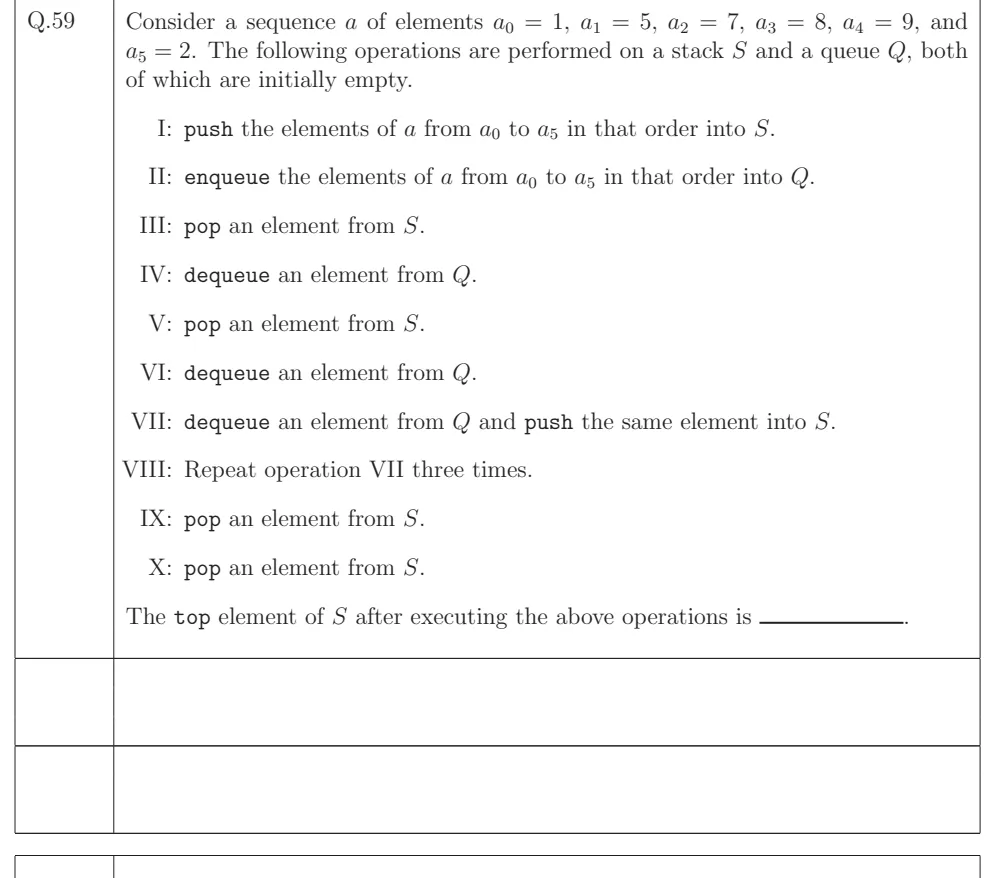 Q.59 Consider a sequence a of elements a₀ = 1, a₁ = 5, a₂ = 7, a₃ = 8, a₄ = 9, and
a₅ = 2. The following operations are performed on a stack S and a queue Q, both
of which are initially empty.
I: push the elements of a from a₀ to a₅ in that order into S.
II: enqueue the elements of a from a₀ to a₅ in that order into Q.
III: pop an element from S.
IV: dequeue an element from Q.
V: pop an element from S.
VI: dequeue an element from Q.
VII: dequeue an element from Q and push the same element into S.
VIII: Repeat operation VII three times.
IX: pop an element from S.
X: pop an element from S.
The top element of S after executing the above operations is ____________.